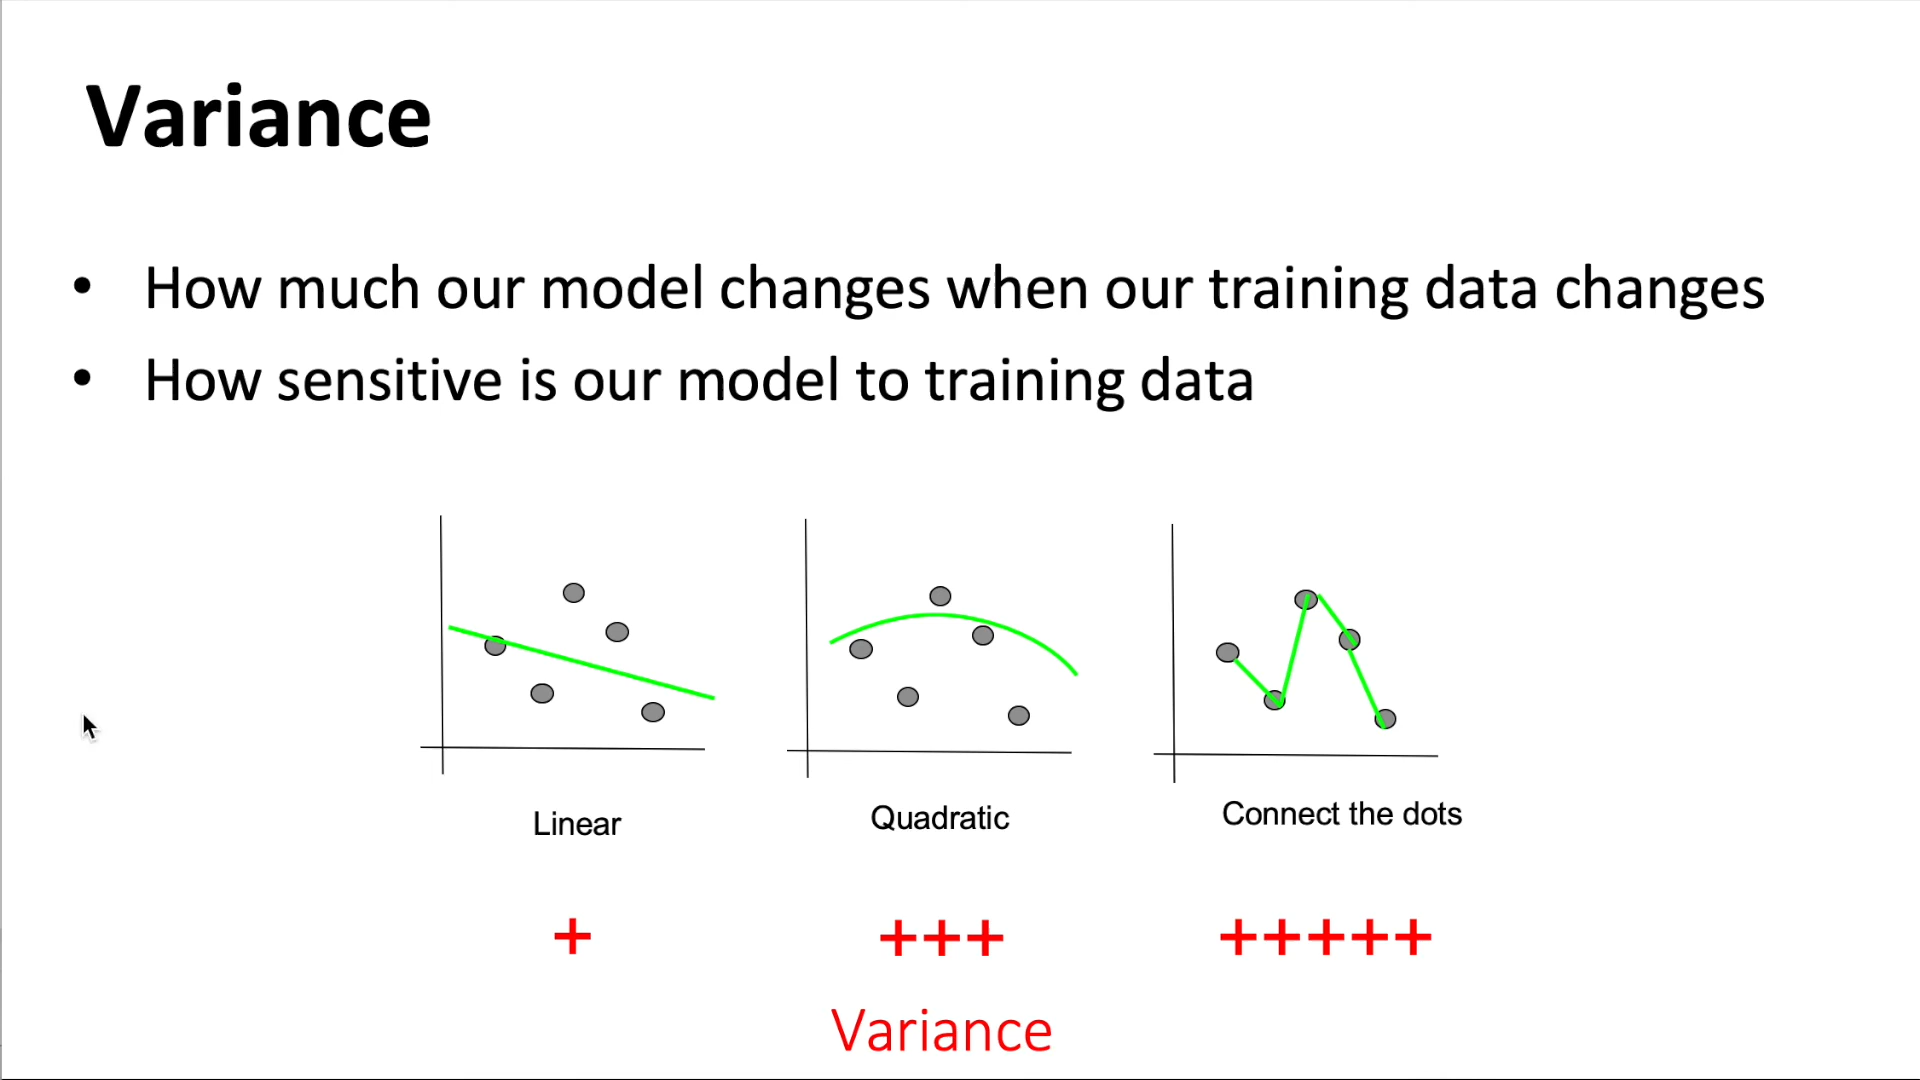 Variance
• How much our model changes when our training data changes
• How sensitive is our model to training data
Linear
Quadratic
Connect the dots
+
+++
+++++
Variance